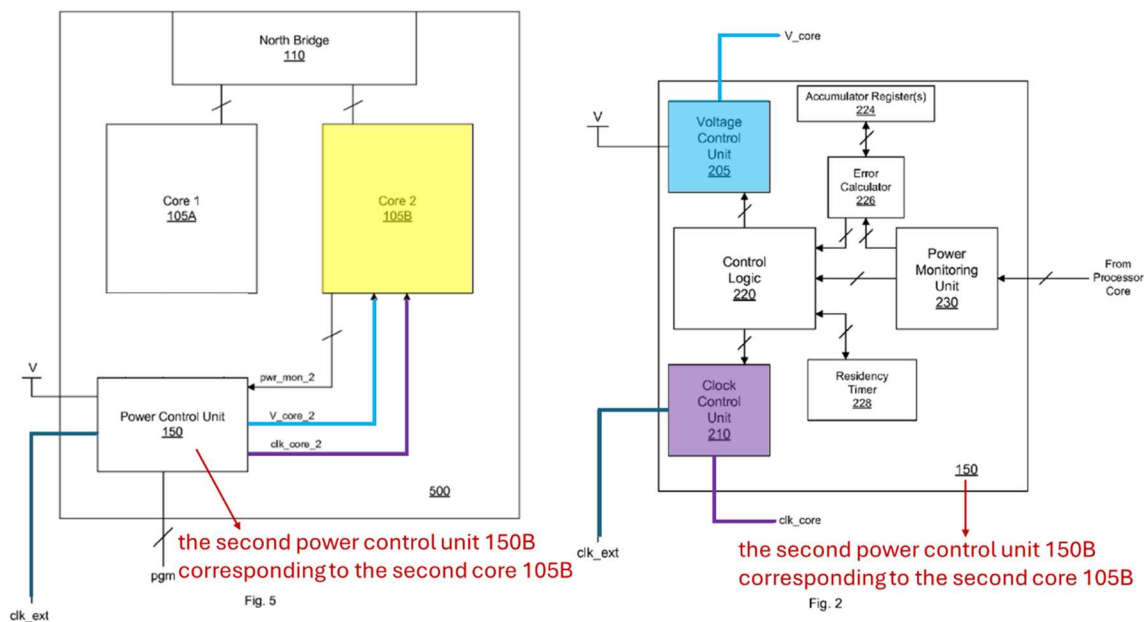 North Bridge
110
Core 1
105A
Core 2
105B
V
pwr_mon_2
Power Control Unit
150
V_core_2
clk_core_2
500
the second power control unit 150B
corresponding to the second core 105B
pgm
Fig. 5
clk_ext
V_core
Voltage
Control
Unit
205
V
Accumulator Register(s)
224
Error
Calculator
226
Control
Logic
220
Power
Monitoring
Unit
230
From
Processor
Core
Clock
Control
Unit
210
Residency
Timer
228
150
clk_core
clk_ext
the second power control unit 150B
corresponding to the second core 105B
Fig. 2